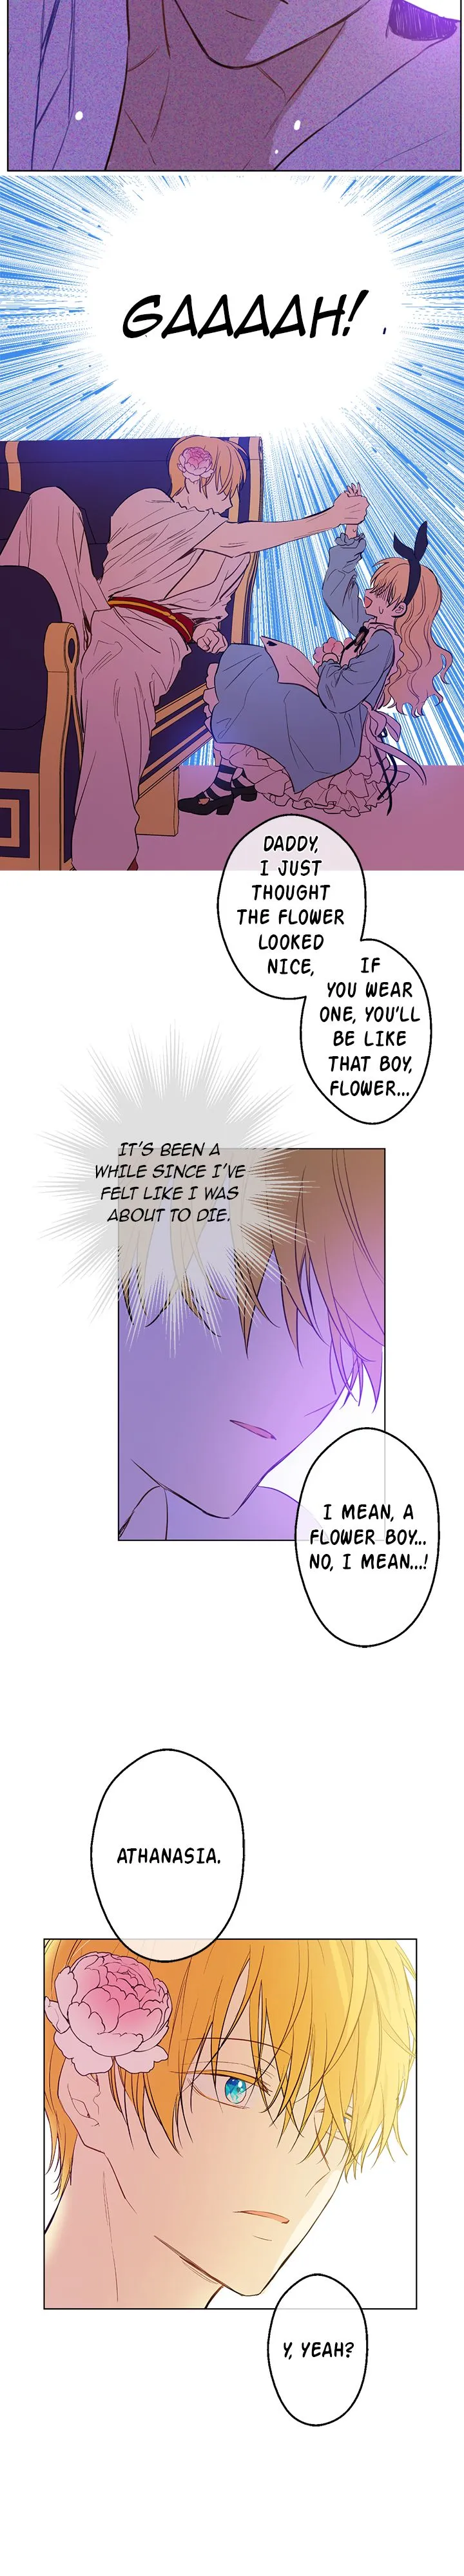 GAAAAH!
DADDY,
I JUST
THOUGHT
THE FLOWER
LOOKED
NICE,
IF
YOU WEAR
ONE, YOU'LL
BE LIKE
THAT BOY,
FLOWER...
IT'S BEEN A
WHILE SINCE I'VE
FELT LIKE I WAS
ABOUT TO DIE.
I MEAN, A
FLOWER BOY...
NO, I MEAN...!
ATHANASIA.
Y, YEAH?